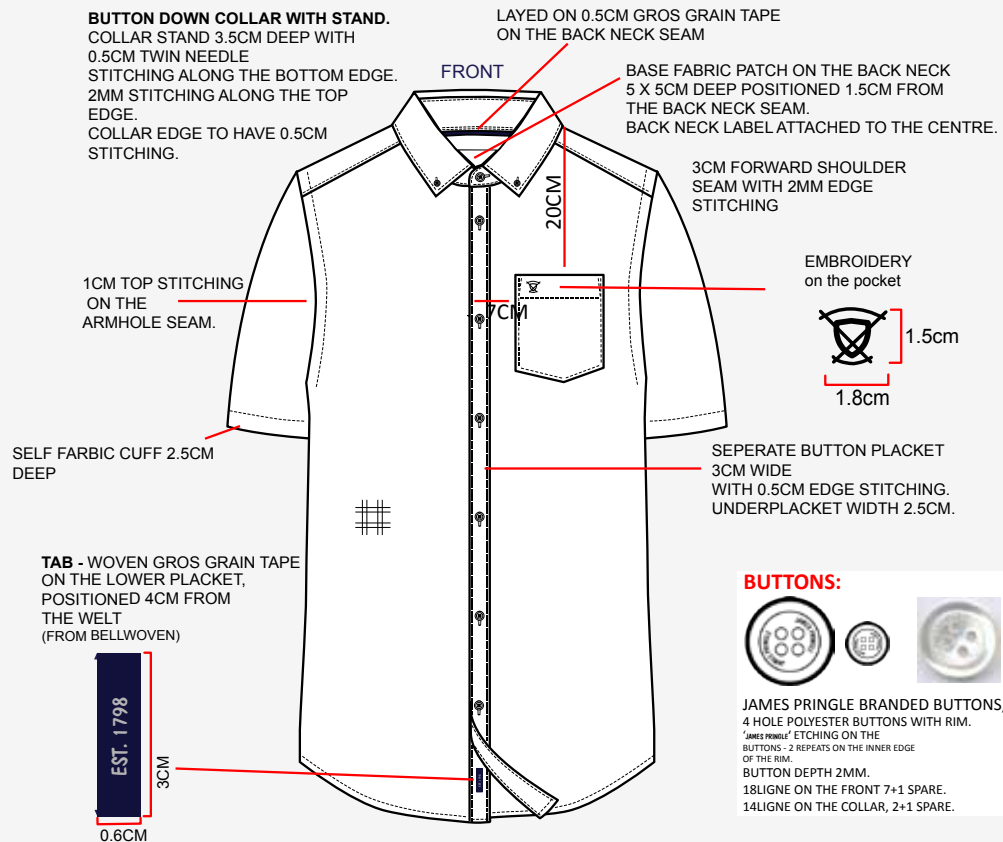 BUTTON DOWN COLLAR WITH STAND.
COLLAR STAND 3.5CM DEEP WITH
0.5CM TWIN NEEDLE
STITCHING ALONG THE BOTTOM EDGE.
2MM STITCHING ALONG THE TOP
EDGE.
COLLAR EDGE TO HAVE 0.5CM
STITCHING.
FRONT
LAYED ON 0.5CM GROS GRAIN TAPE
ON THE BACK NECK SEAM
BASE FABRIC PATCH ON THE BACK NECK
5 X 5CM DEEP POSITIONED 1.5CM FROM
THE BACK NECK SEAM.
BACK NECK LABEL ATTACHED TO THE CENTRE.
3CM FORWARD SHOULDER
SEAM WITH 2MM EDGE
STITCHING
20CM
1CM TOP STITCHING
ON THE
ARMHOLE SEAM.
7CM
EMBROIDERY
on the pocket
1.5cm
1.8cm
SELF FARBIC CUFF 2.5CM
DEEP
SEPERATE BUTTON PLACKET
3CM WIDE
WITH 0.5CM EDGE STITCHING.
UNDERPLACKET WIDTH 2.5CM.
TAB - WOVEN GROS GRAIN TAPE
ON THE LOWER PLACKET,
POSITIONED 4CM FROM
THE WELT
(FROM BELLWOVEN)
EST. 1798
3CM
0.6CM
BUTTONS:
JAMES PRINGLE BRANDED BUTTONS,
4 HOLE POLYESTER BUTTONS WITH RIM.
'JAMES PRINGLE' ETCHING ON THE
BUTTONS - 2 REPEATS ON THE INNER EDGE
OF THE RIM.
BUTTON DEPTH 2MM.
18LIGNE ON THE FRONT 7+1 SPARE.
14LIGNE ON THE COLLAR, 2+1 SPARE.